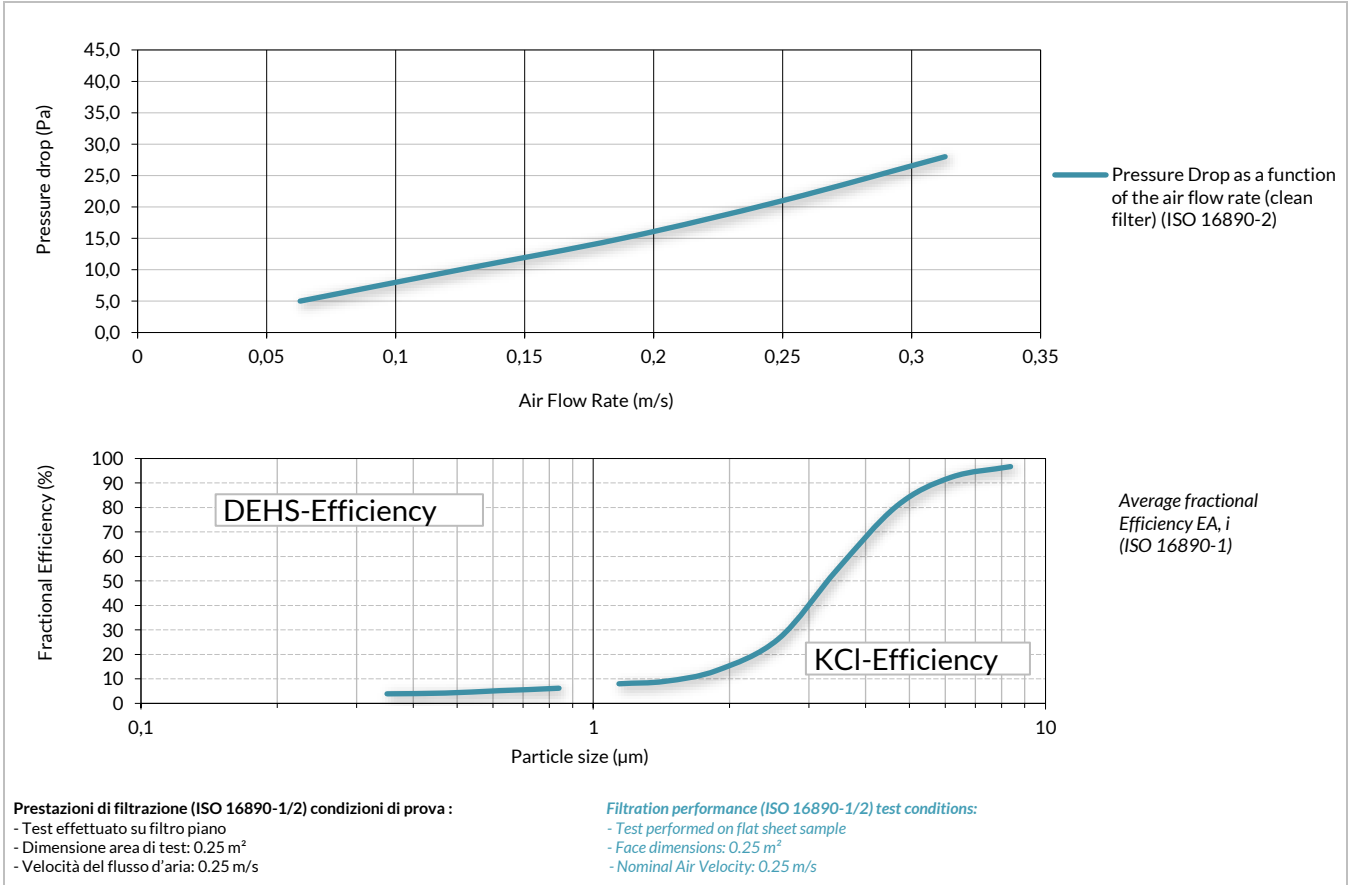 45,0
40,0
35,0
30,0
25,0
20,0
15,0
10,0
5,0
0,0
Pressure drop (Pa)
0 0,05 0,1 0,15 0,2 0,25 0,3 0,35
Air Flow Rate (m/s)
Pressure Drop as a function
of the air flow rate (clean
filter) (ISO 16890-2)
100
90
80
70
60
50
40
30
20
10
0
Fractional Efficiency (%)
DEHS-Efficiency
KCI-Efficiency
0,1 1 10
Particle size (µm)
Average fractional
Efficiency EA, i
(ISO 16890-1)
Prestazioni di filtrazione (ISO 16890-1/2) condizioni di prova :
- Test effettuato su filtro piano
- Dimensione area di test: 0.25 m²
- Velocità del flusso d'aria: 0.25 m/s
Filtration performance (ISO 16890-1/2) test conditions:
- Test performed on flat sheet sample
- Face dimensions: 0.25 m²
- Nominal Air Velocity: 0.25 m/s